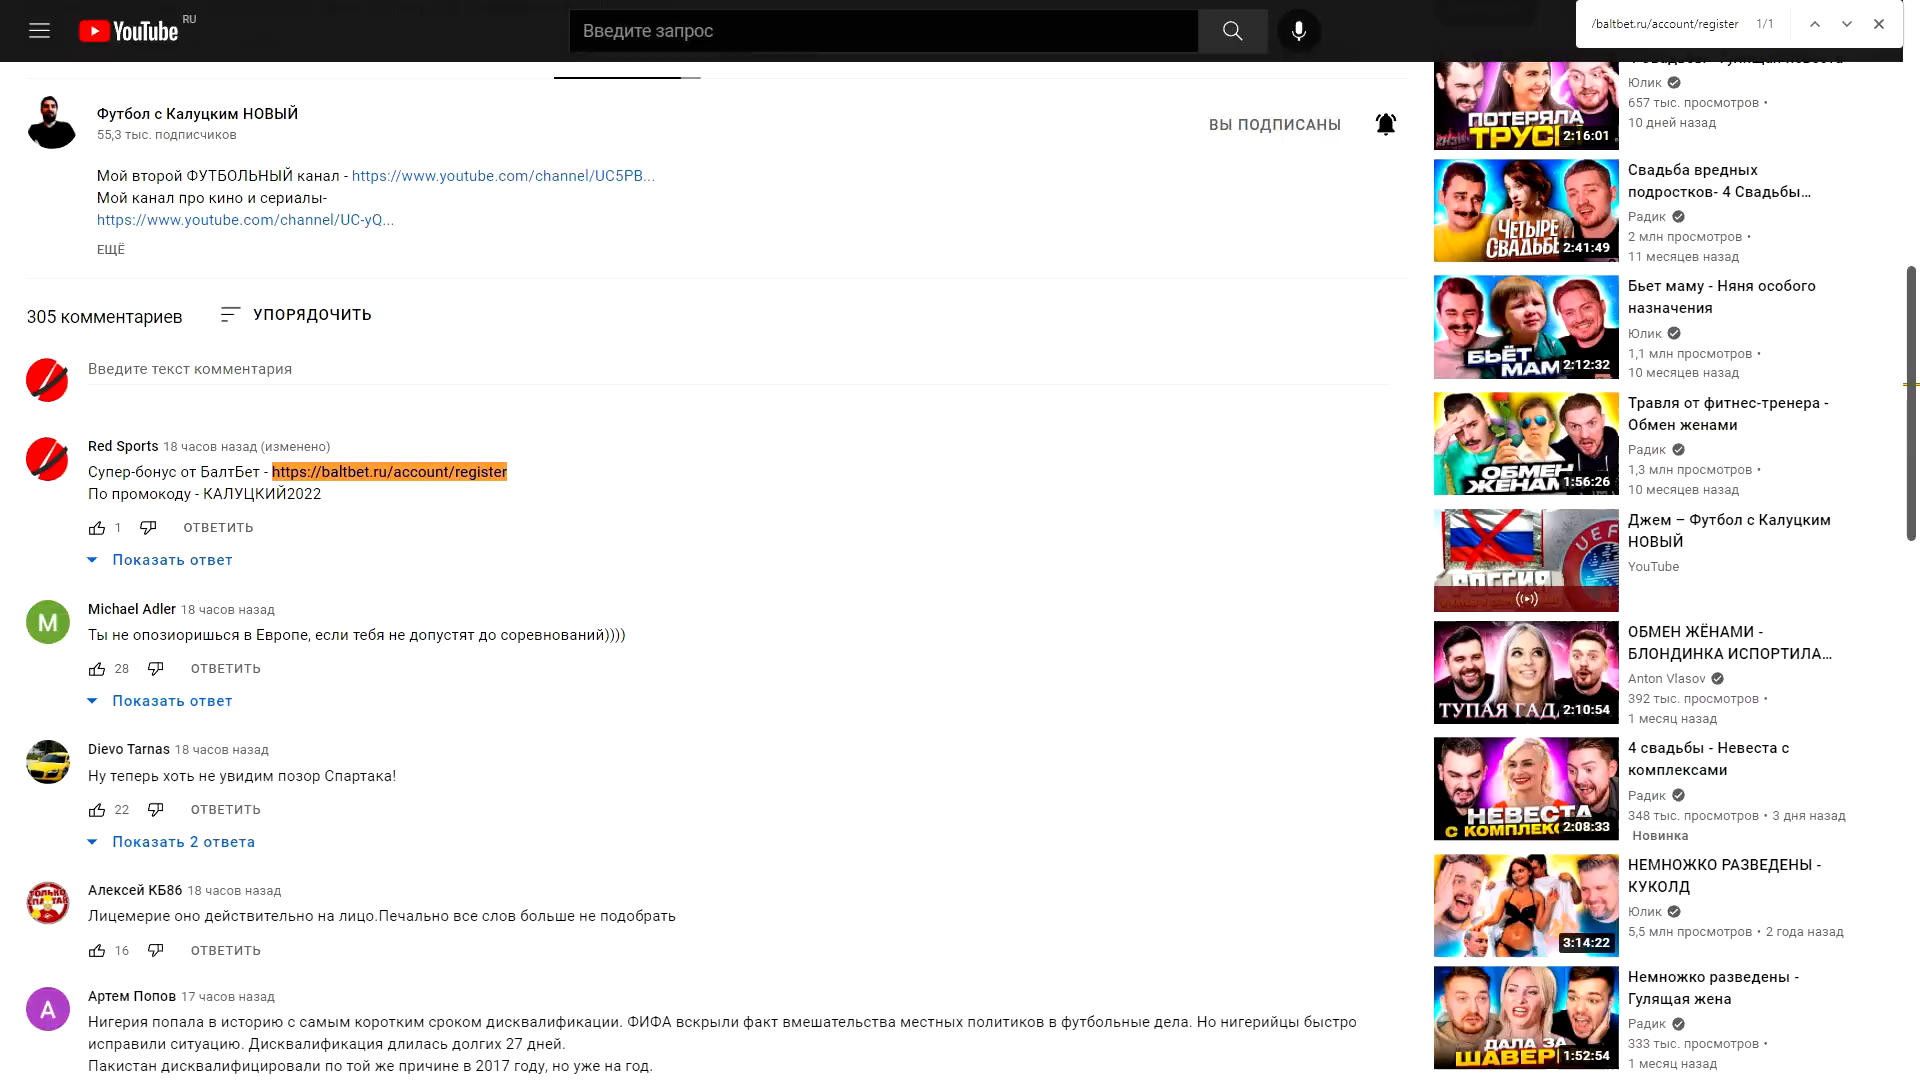 YouTube
RU
Введите запрос
/baltbet.ru/account/register
1/1
Футбол с Калуцким НОВЫЙ
55,3 тыс. подписчиков
ВЫ ПОДПИСАНЫ
Мой второй ФУТБОЛЬНЫЙ канал - https://www.youtube.com/channel/UC5PB...
Мой канал про кино и сериалы-
https://www.youtube.com/channel/UC-yQ...
ЕЩЁ
305 комментариев
УПОРЯДОЧИТЬ
Введите текст комментария
Red Sports 18 часов назад (изменено)
Супер-бонус от БалтБет - https://baltbet.ru/account/register
По промокоду - КАЛУЦКИЙ2022
1
ОТВЕТИТЬ
Показать ответ
M
Michael Adler 18 часов назад
Ты не опозиоришься в Европе, если тебя не допустят до соревнований))))
28
ОТВЕТИТЬ
Показать ответ
Dievo Tarnas 18 часов назад
Ну теперь хоть не увидим позор Спартака!
22
ОТВЕТИТЬ
Показать 2 ответа
Алексей КБ86 18 часов назад
Лицемерие оно действительно на лицо.Печально все слов больше не подобрать
16
ОТВЕТИТЬ
А
Артем Попов 17 часов назад
Нигерия попала в историю с самым коротким сроком дисквалификации. ФИФА вскрыли факт вмешательства местных политиков в футбольные дела. Но нигерийцы быстро
исправили ситуацию. Дисквалификация длилась долгих 27 дней.
Пакистан дисквалифицировали по той же причине в 2017 году, но уже на год.
ПОТЕРЯЛА
2:16:01
Юлик
657 тыс. просмотров •
10 дней назад
ЧЕТЫРЕ
2:41:49
Свадьба вредных
подростков- 4 Свадьбы...
Радик
2 млн просмотров •
11 месяцев назад
БЬЁТ
МАМ
2:12:32
Бьет маму - Няня особого
назначения
Юлик
1,1 млн просмотров •
10 месяцев назад
ОБМЕН
1:56:26
Травля от фитнес-тренера -
Обмен женами
Радик
1,3 млн просмотров •
10 месяцев назад
РОССИЯ
UEF
Джем – Футбол с Калуцким
НОВЫЙ
YouTube
ТУПАЯ ГАД
2:10:54
ОБМЕН ЖЁНАМИ -
БЛОНДИНКА ИСПОРТИЛА...
Anton Vlasov
392 тыс. просмотров •
1 месяц назад
НЕВЕСТА
С КОМПЛЕК
2:08:33
4 свадьбы - Невеста с
комплексами
Радик
348 тыс. просмотров • 3 дня назад
Новинка
3:14:22
НЕМНОЖКО РАЗВЕДЕНЫ -
КУКОЛД
Юлик
5,5 млн просмотров • 2 года назад
ДАЛА ЗА
ШАВЕР
1:52:54
Немножко разведены -
Гулящая жена
Радик
333 тыс. просмотров •
1 месяц назад